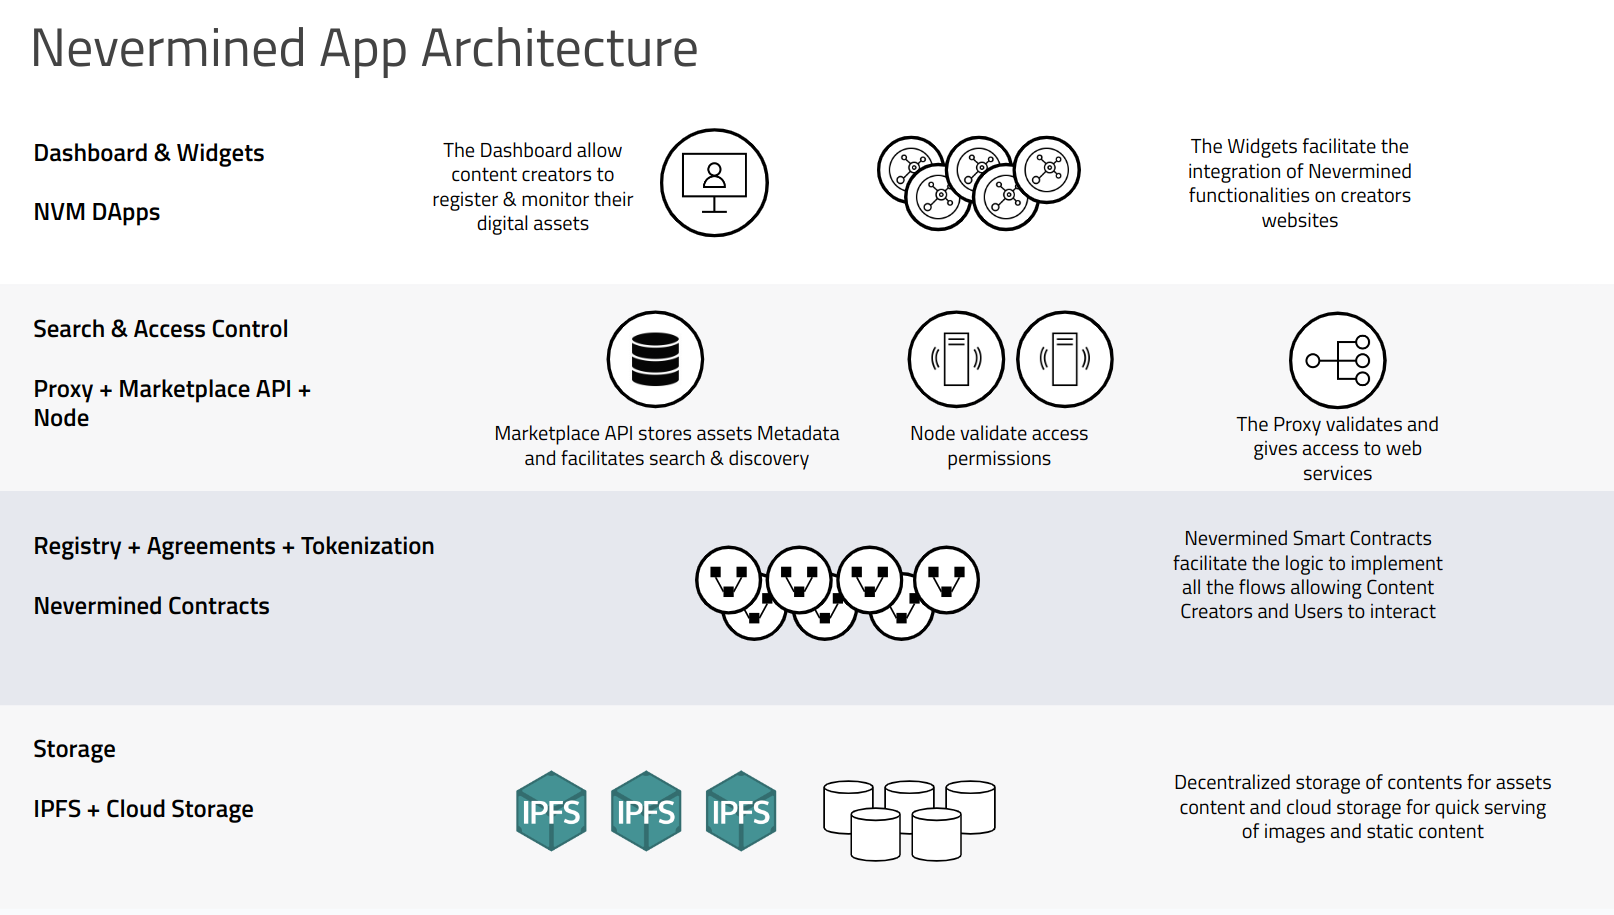 Nevermined App Architecture
Dashboard & Widgets
NVM DApps
The Dashboard allow
content creators to
register & monitor their
digital assets
The Widgets facilitate the
integration of Nevermined
functionalities on creators
websites
Search & Access Control
Proxy + Marketplace API +
Node
Marketplace API stores assets Metadata
and facilitates search & discovery
Node validate access
permissions
The Proxy validates and
gives access to web
services
Registry + Agreements + Tokenization
Nevermined Contracts
Nevermined Smart Contracts
facilitate the logic to implement
all the flows allowing Content
Creators and Users to interact
Storage
IPFS + Cloud Storage
IPFS
IPFS
IPFS
Decentralized storage of contents for assets
content and cloud storage for quick serving
of images and static content